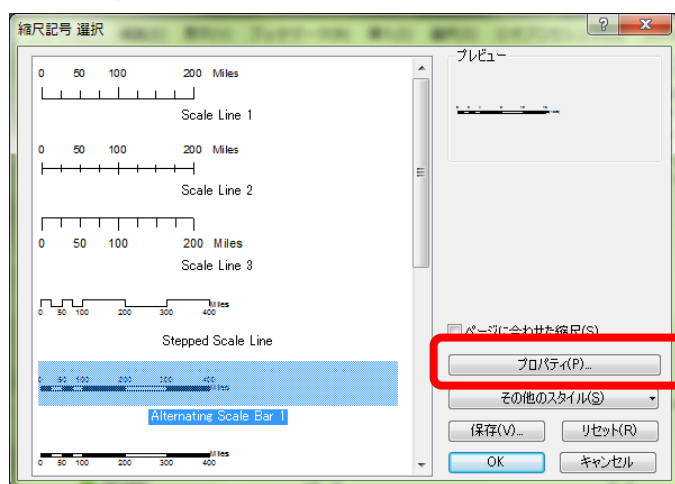 縮尺記号 選択
0 50 100 200 Miles
Scale Line 1
0 50 100 200 Miles
Scale Line 2
0 50 100 200 Miles
Scale Line 3
0 50 100 200 300 400 Miles
Stepped Scale Line
0 50 100 200 300 400 Miles
Alternating Scale Bar 1
0 50 100 200 300 400 Miles
プレビュー
ページに合わせた縮尺(S)
プロパティ(P)...
その他のスタイル(S)
保存(V)... リセット(R)
OK キャンセル